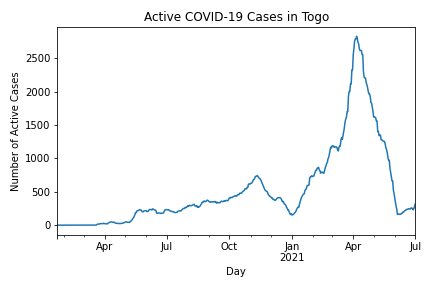 Active COVID-19 Cases in Togo
Number of Active Cases
2500
2000
1500
1000
500
0
Apr
Jul
Oct
Jan
2021
Apr
Jul
Day